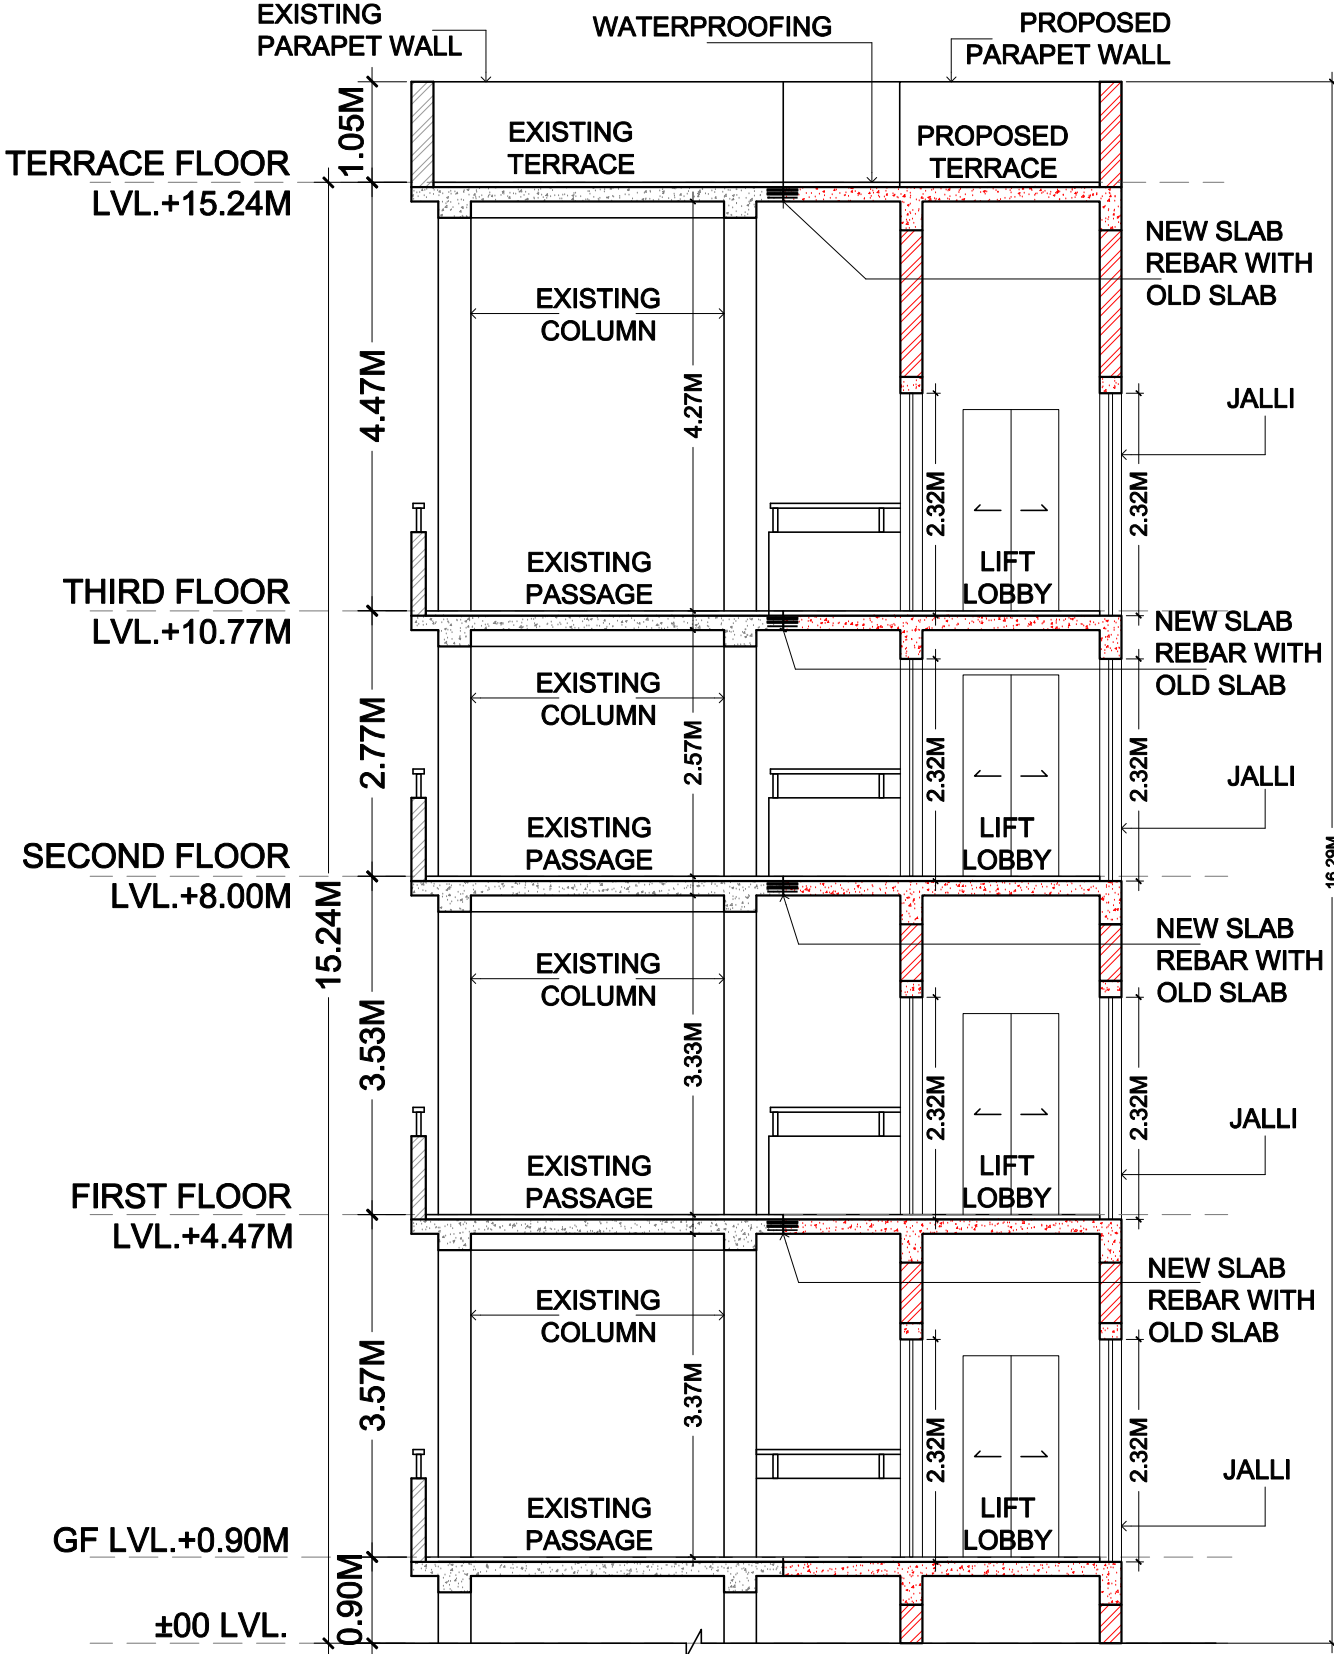 EXISTING
PARAPET WALL
WATERPROOFING
PROPOSED
PARAPET WALL
1.05M
EXISTING
TERRACE
PROPOSED
TERRACE
TERRACE FLOOR
LVL.+15.24M
NEW SLAB
REBAR WITH
OLD SLAB
EXISTING
COLUMN
4.47M
4.27M
JALLI
2.32M
2.32M
EXISTING
PASSAGE
LIFT
LOBBY
THIRD FLOOR
LVL.+10.77M
NEW SLAB
REBAR WITH
OLD SLAB
EXISTING
COLUMN
2.77M
2.57M
2.32M
2.32M
JALLI
EXISTING
PASSAGE
LIFT
LOBBY
SECOND FLOOR
LVL.+8.00M
16.29M
15.24M
NEW SLAB
REBAR WITH
OLD SLAB
EXISTING
COLUMN
3.53M
3.33M
2.32M
2.32M
JALLI
EXISTING
PASSAGE
LIFT
LOBBY
FIRST FLOOR
LVL.+4.47M
NEW SLAB
REBAR WITH
OLD SLAB
EXISTING
COLUMN
3.57M
3.37M
2.32M
2.32M
JALLI
EXISTING
PASSAGE
LIFT
LOBBY
GF LVL.+0.90M
0.90M
±00 LVL.